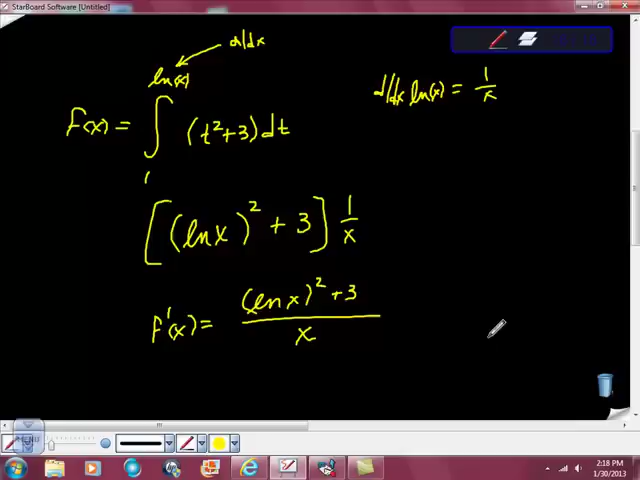 StarBoard Software [Untitled]
d/dx
ln(x)
d/dx ln(x) = 1/x
F(x) = ∫ (t²+3)dt
1
[(ln x)² + 3] 1/x
F'(x) = (ln x)² + 3
x
MENU
2:18 PM
1/30/2013